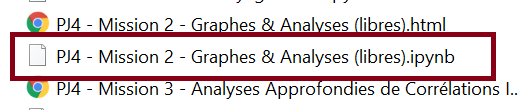 PJ4 - Mission 2 - Graphes & Analyses (libres).html
PJ4 - Mission 2 - Graphes & Analyses (libres).ipynb
PJ4 - Mission 3 - Analyses Approfondies de Corrélations I...